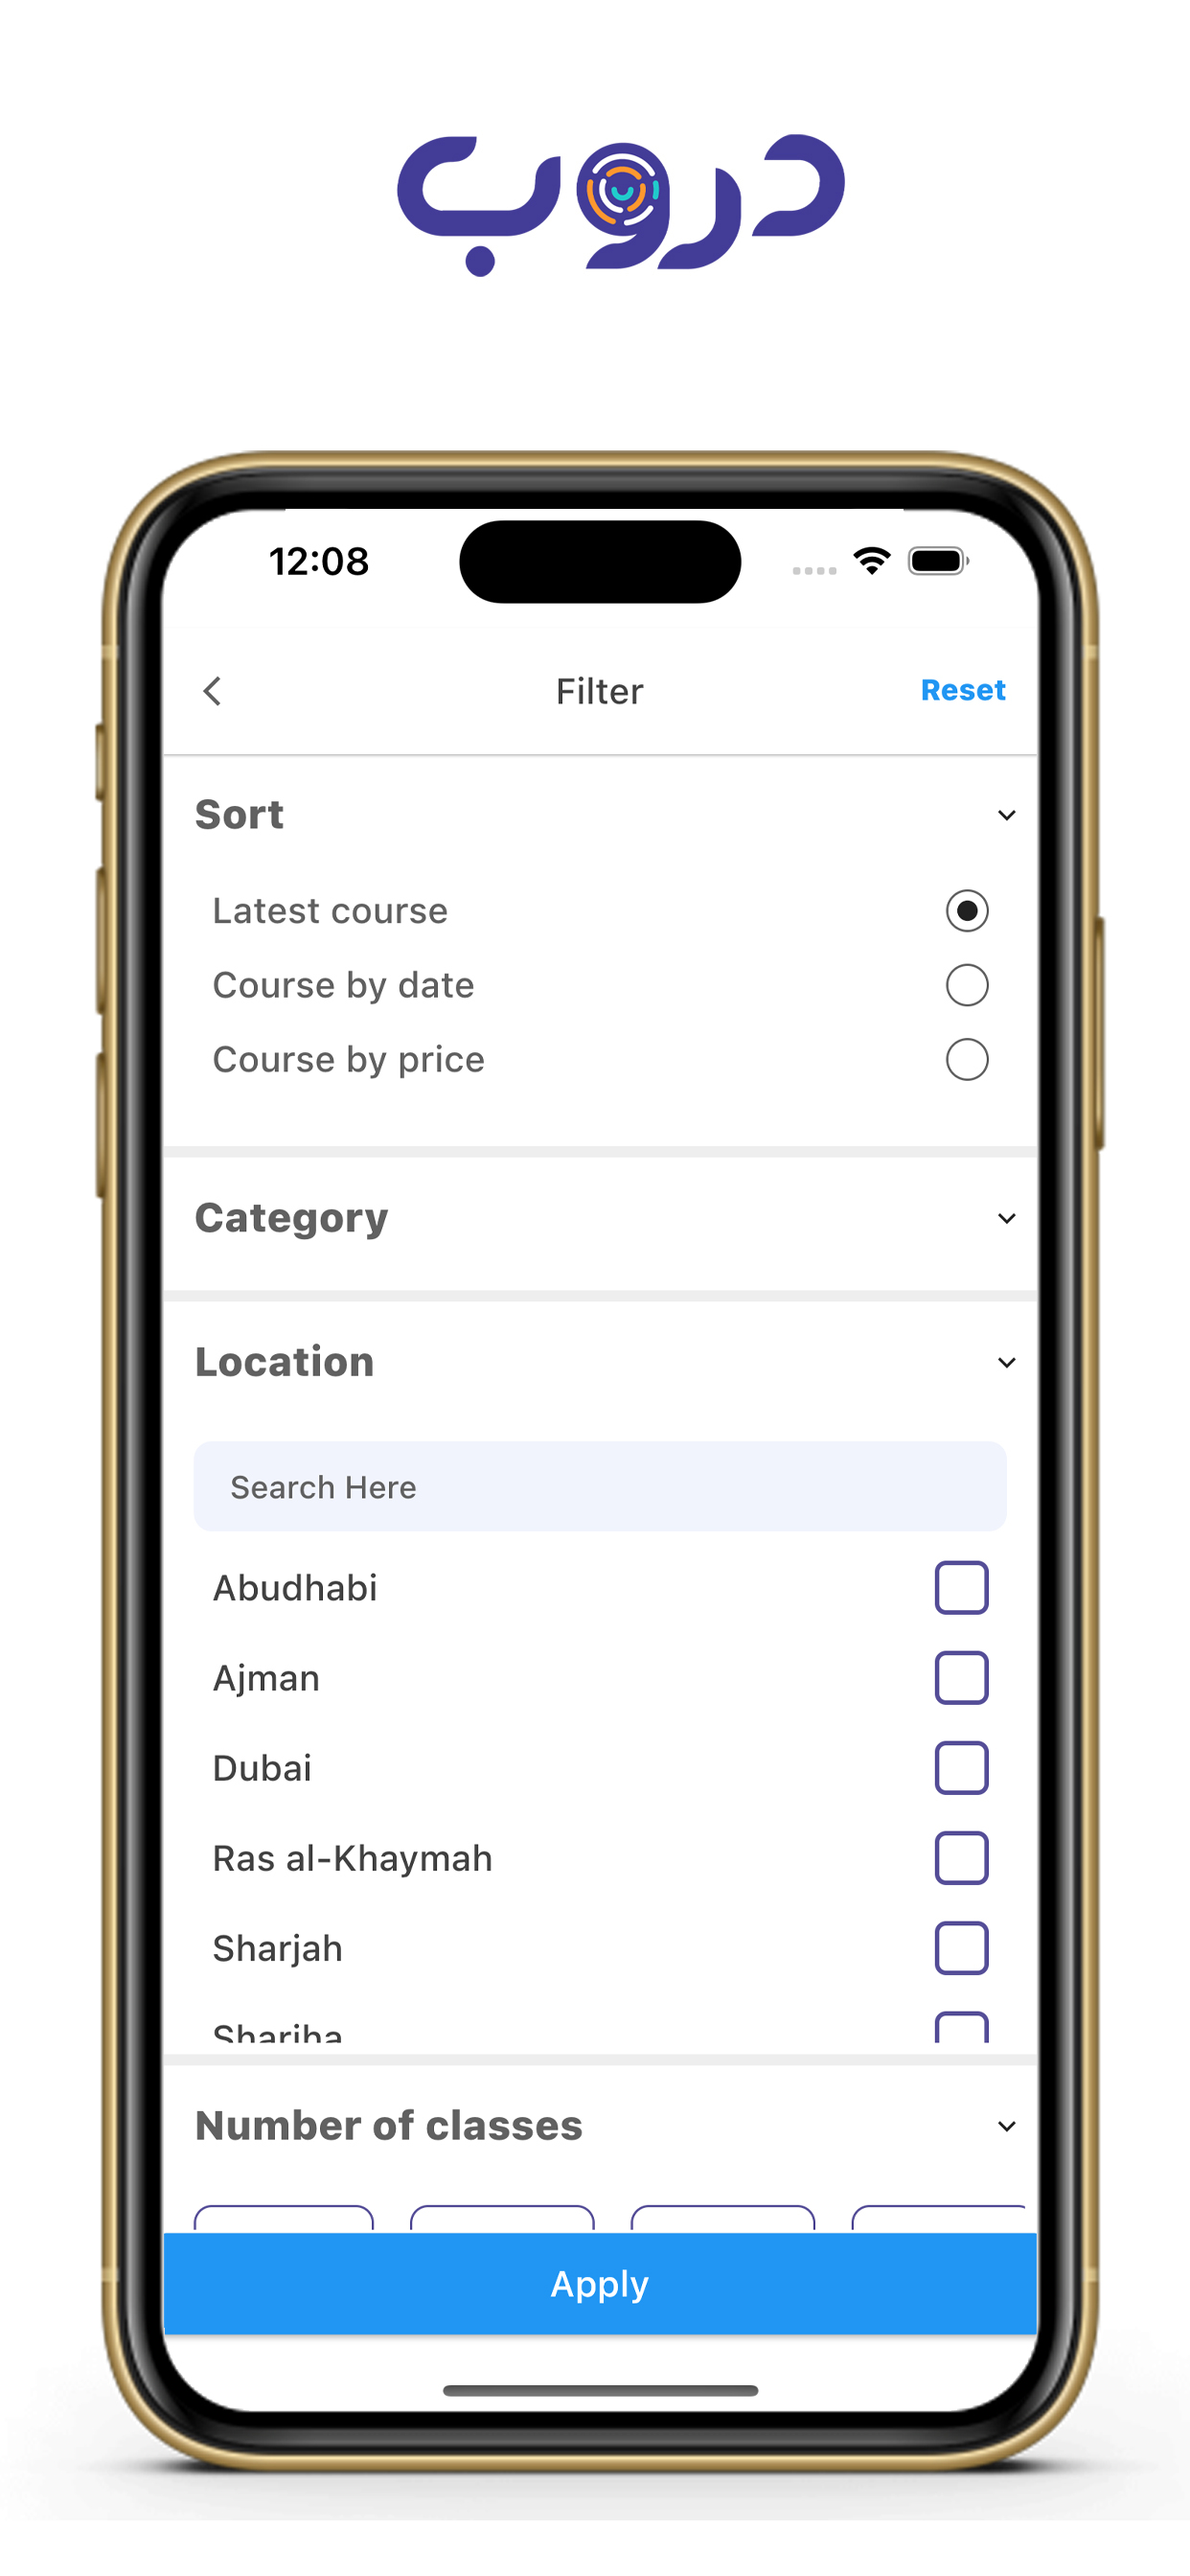 دروب
12:08
Filter
Reset
Sort
Latest course
Course by date
Course by price
Category
Location
Search Here
Abudhabi
Ajman
Dubai
Ras al-Khaymah
Sharjah
Number of classes
Apply